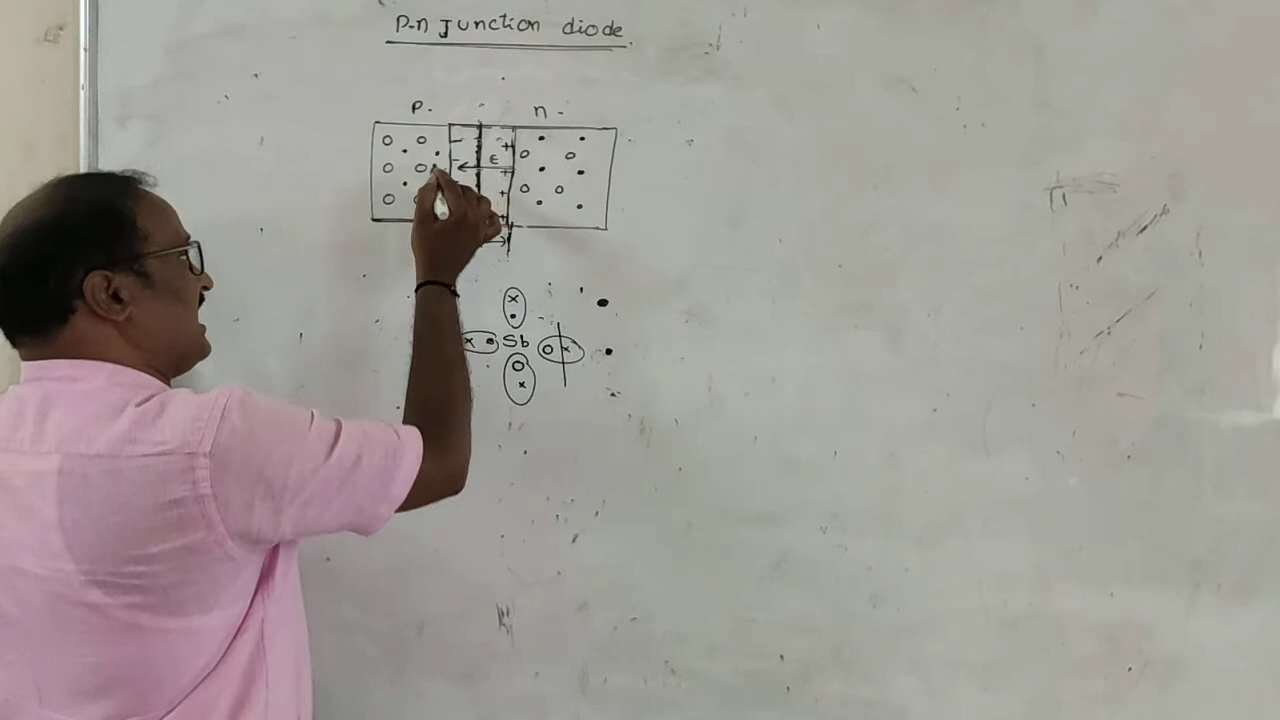 P-n Junction diode.
P- n-
E
Sb